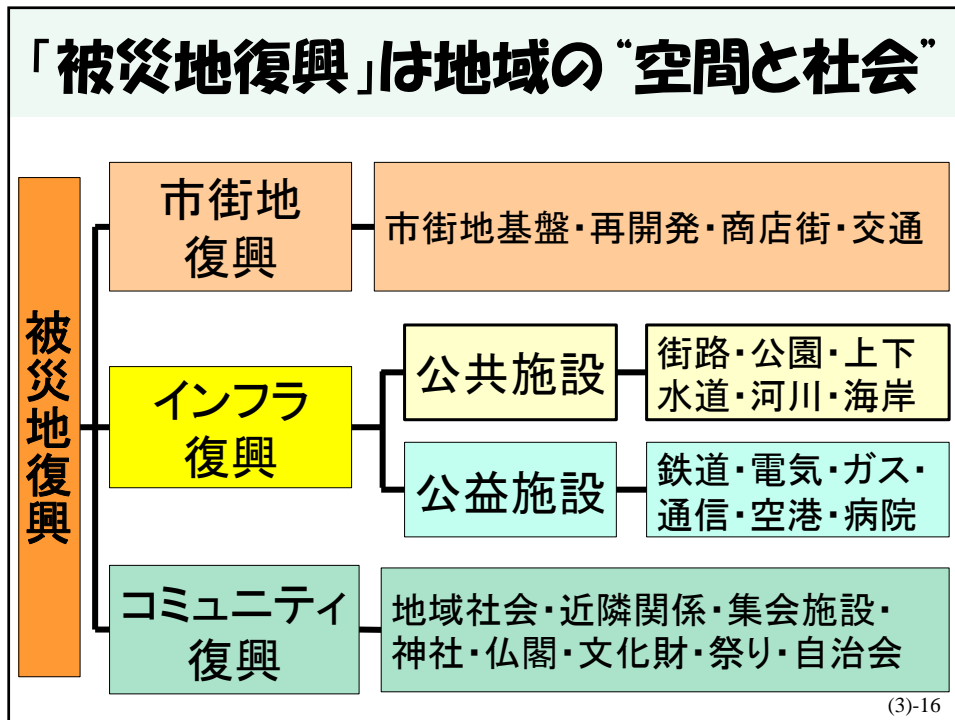 「被災地復興」は地域の“空間と社会”
被災地復興
市街地
復興
市街地基盤・再開発・商店街・交通
インフラ
復興
公共施設
街路・公園・上下
水道・河川・海岸
公益施設
鉄道・電気・ガス・
通信・空港・病院
コミュニティ
復興
地域社会・近隣関係・集会施設・
神社・仏閣・文化財・祭り・自治会
(3)-16